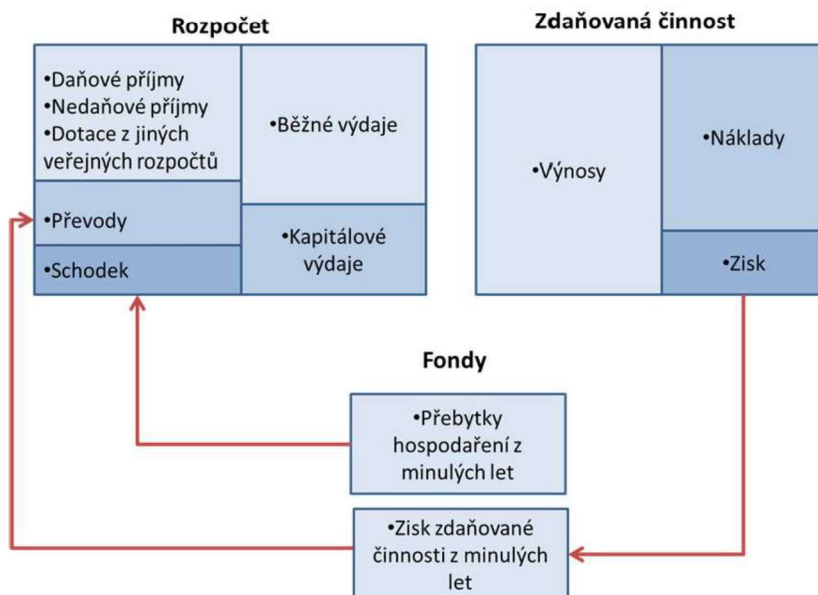 Rozpočet
•Daňové příjmy
•Nedaňové příjmy
•Dotace z jiných
veřejných rozpočtů
•Převody
•Schodek
•Běžné výdaje
•Kapitálové
výdaje
Zdaňovaná činnost
•Výnosy
•Náklady
•Zisk
Fondy
•Přebytky
hospodaření z
minulých let
•Zisk zdaňované
činnosti z minulých
let